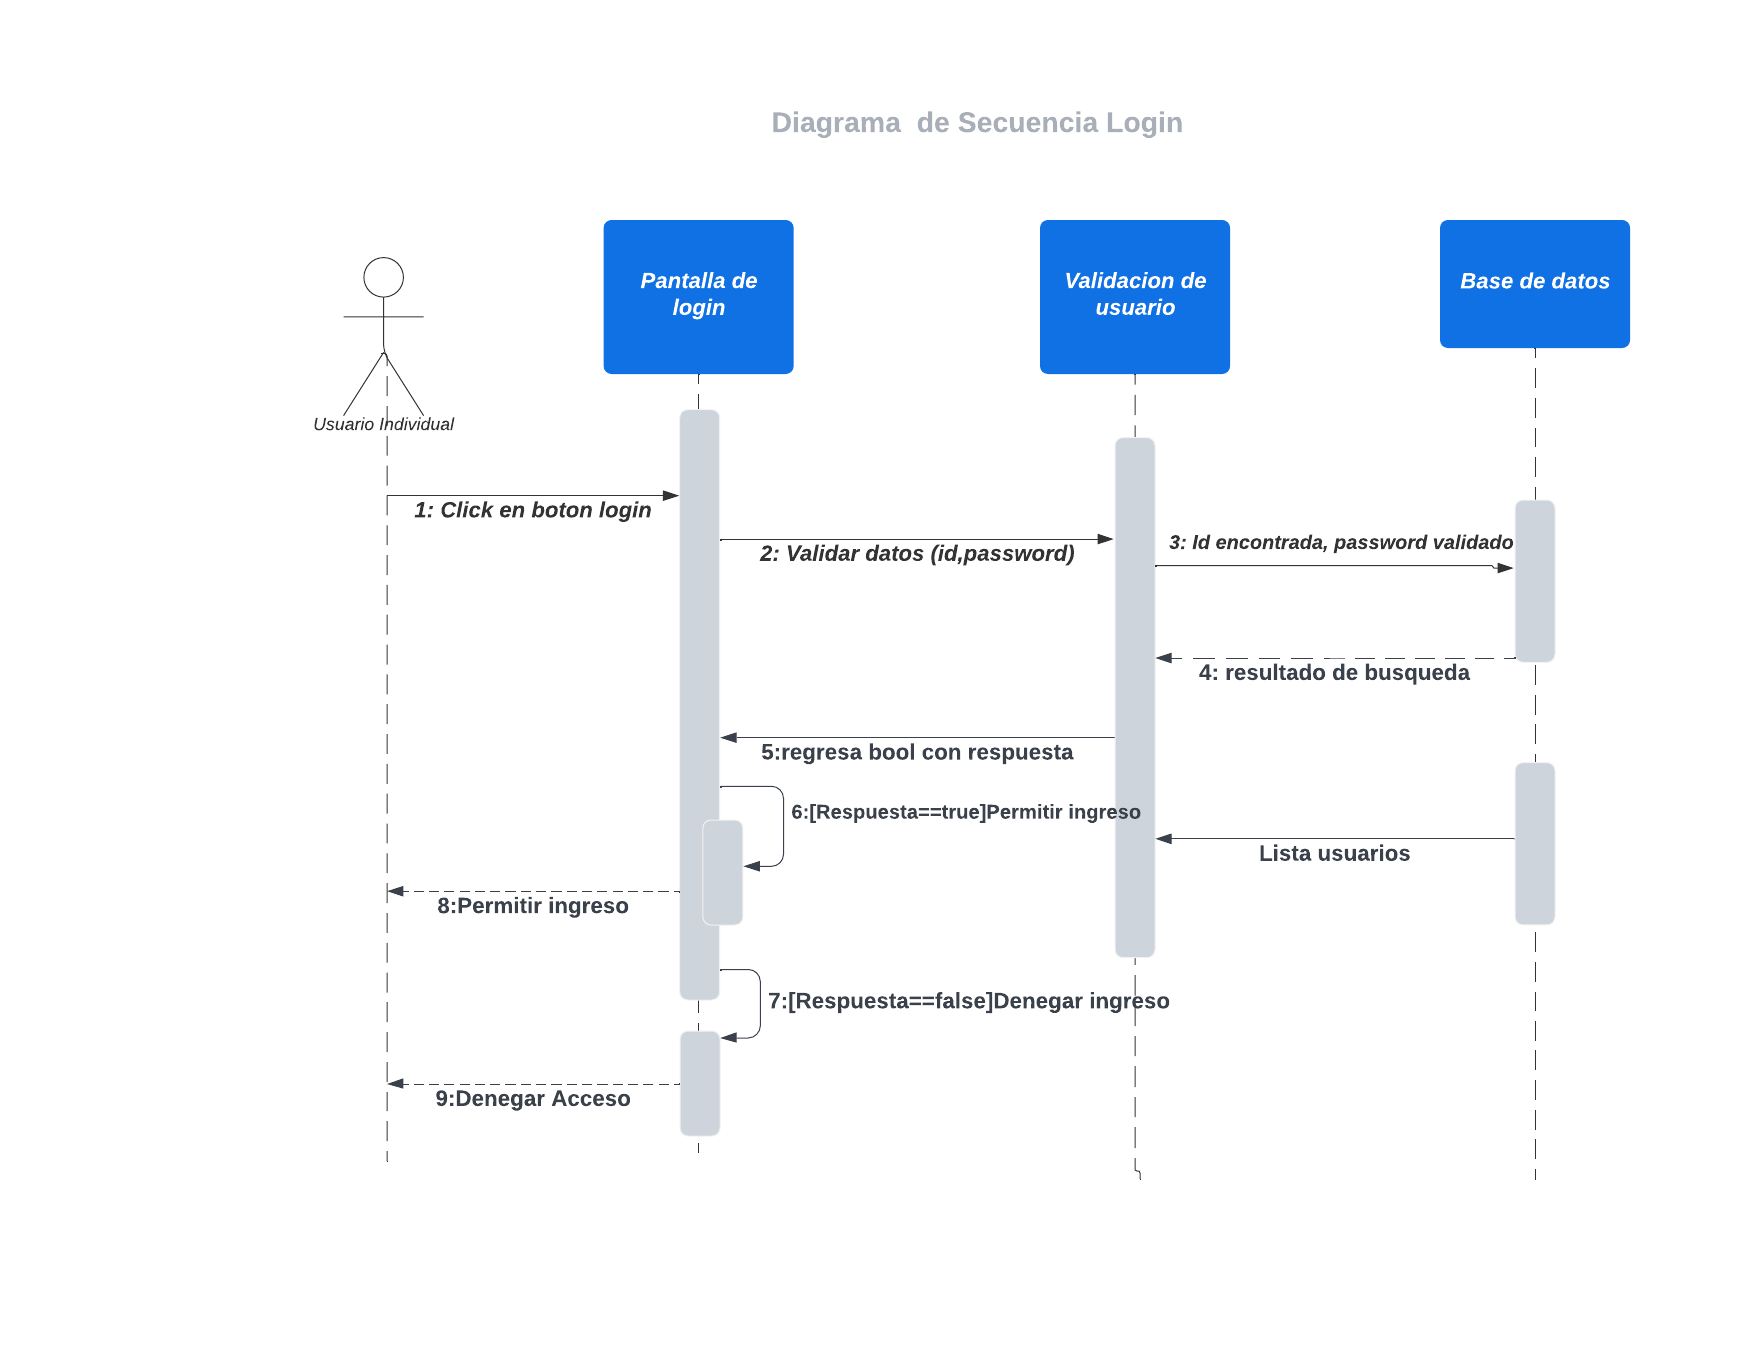 Diagrama  de Secuencia Login
Pantalla de
login
Validacion de
usuario
Base de datos
Usuario Individual
1: Click en boton login
2: Validar datos (id,password)
3: Id encontrada, password validado
4: resultado de busqueda
5:regresa bool con respuesta
6:[Respuesta==true]Permitir ingreso
Lista usuarios
8:Permitir ingreso
7:[Respuesta==false]Denegar ingreso
9:Denegar Acceso